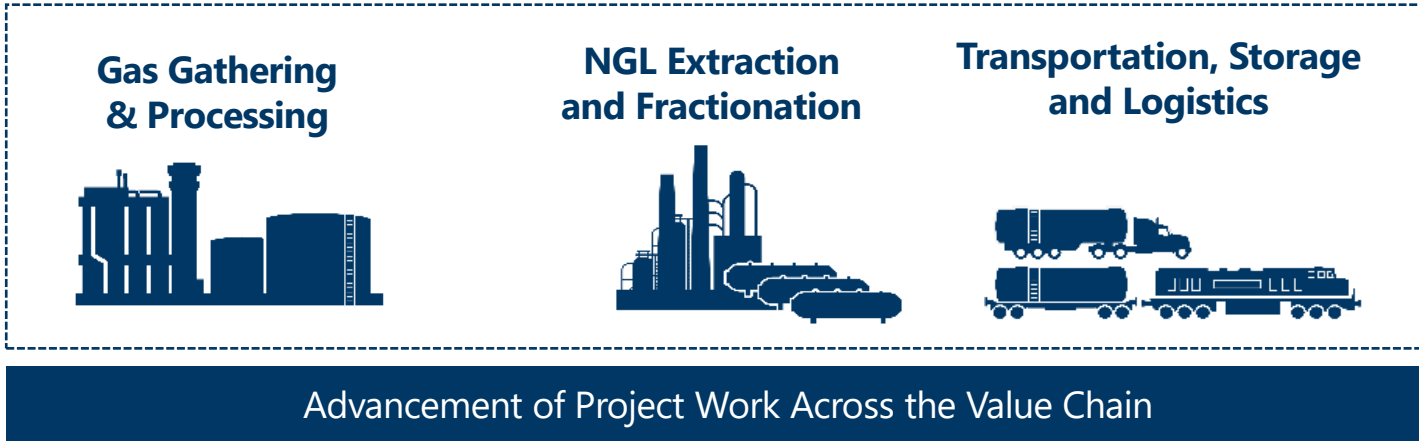 Gas Gathering
& Processing
NGL Extraction
and Fractionation
Transportation, Storage
and Logistics
Advancement of Project Work Across the Value Chain